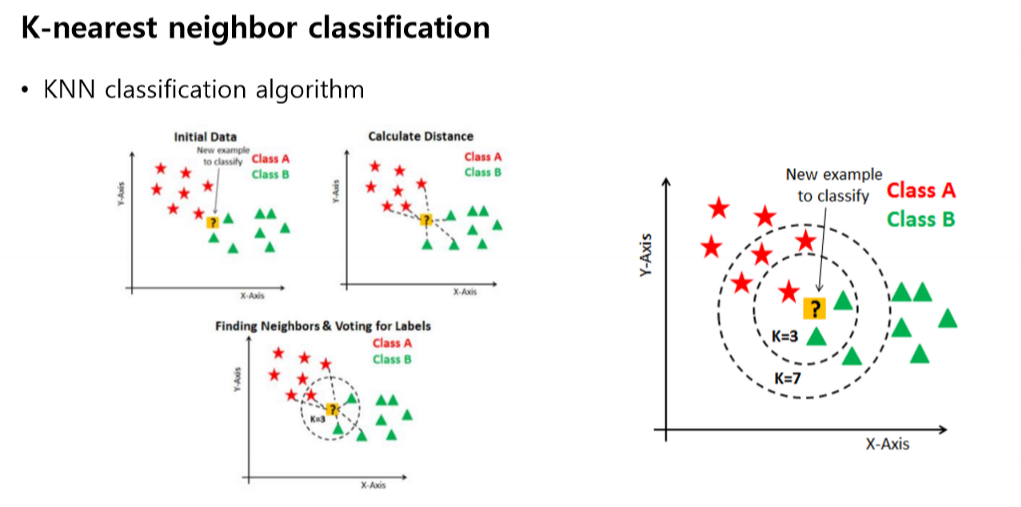 K-nearest neighbor classification
• KNN classification algorithm
Initial Data
New example
to classify
Class A
Class B
?
Y-Axis
X-Axis
Calculate Distance
Class A
Class B
?
Y-Axis
X-Axis
Finding Neighbors & Voting for Labels
Class A
Class B
?
K=3
Y-Axis
X-Axis
New example
to classify
Class A
Class B
?
K=3
K=7
Y-Axis
X-Axis